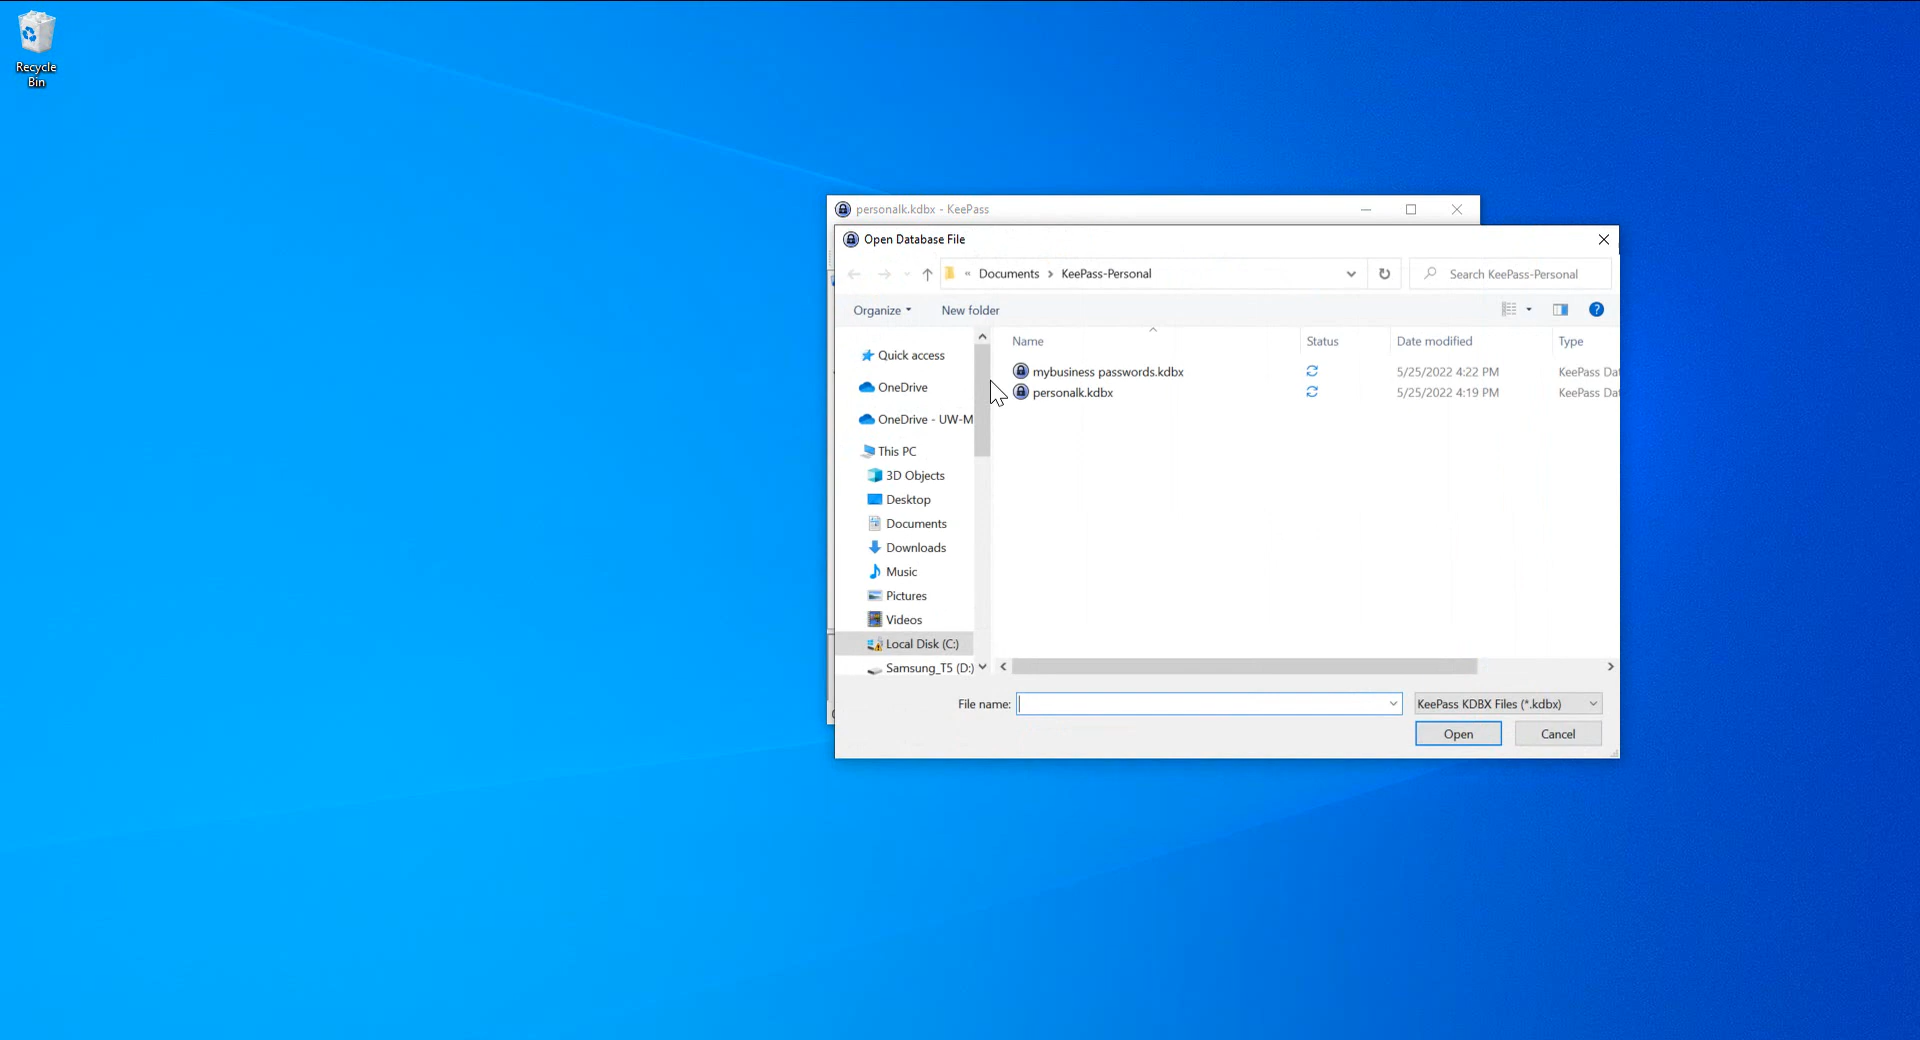 Recycle
Bin
personalk.kdbx - KeePass
Open Database File
« Documents > KeePass-Personal
Search KeePass-Personal
Organize
New folder
Name
Status
Date modified
Type
mybusiness passwords.kdbx
5/25/2022 4:22 PM
KeePass Dat
personalk.kdbx
5/25/2022 4:19 PM
KeePass Dat
Quick access
OneDrive
OneDrive - UW-M
This PC
3D Objects
Desktop
Documents
Downloads
Music
Pictures
Videos
Local Disk (C:)
Samsung_T5 (D:)
File name:
KeePass KDBX Files (*.kdbx)
Open
Cancel